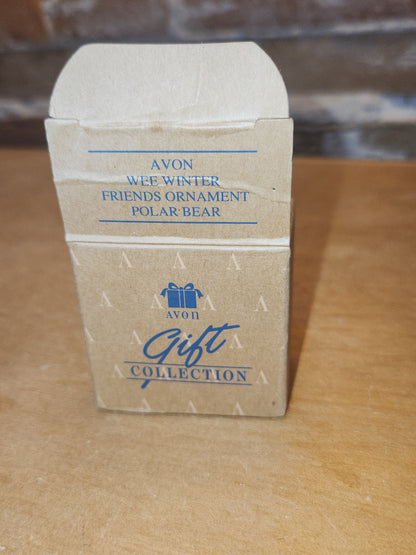 AVON
WEE WINTER
FRIENDS ORNAMENT
POLAR BEAR
AVON
Gift
COLLECTION